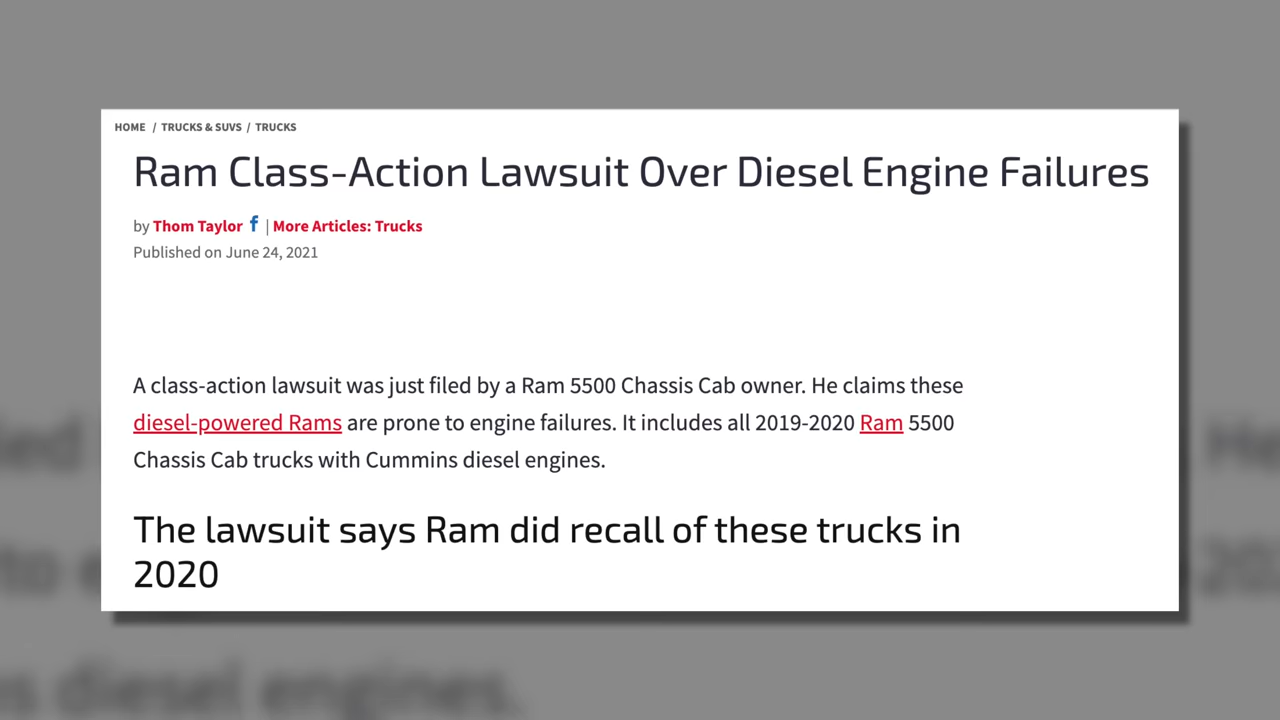 HOME / TRUCKS & SUVS / TRUCKS
Ram Class-Action Lawsuit Over Diesel Engine Failures
by Thom Taylor f | More Articles: Trucks
Published on June 24, 2021
A class-action lawsuit was just filed by a Ram 5500 Chassis Cab owner. He claims these
diesel-powered Rams are prone to engine failures. It includes all 2019-2020 Ram 5500
Chassis Cab trucks with Cummins diesel engines.
The lawsuit says Ram did recall of these trucks in
2020